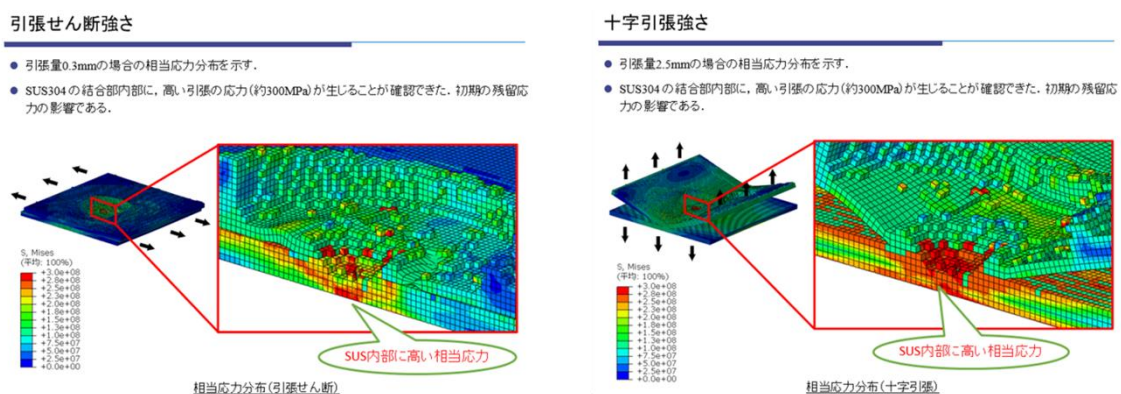 引張せん断強さ
● 引張量0.3mmの場合の相当応力分布を示す.
● SUS304 の結合部内部に, 高い引張の応力(約300MPa)が生じることが確認できた. 初期の残留応
力の影響である.
S, Mises
(平均: 100%)
+3.0e+08
+2.8e+08
+2.5e+08
+2.3e+08
+2.0e+08
+1.8e+08
+1.5e+08
+1.3e+08
+1.0e+08
+7.5e+07
+5.0e+07
+2.5e+07
+0.0e+00
SUS内部に高い相当応力
相当応力分布(引張せん断)
十字引張強さ
● 引張量2.5mmの場合の相当応力分布を示す.
● SUS304 の結合部内部に, 高い引張の応力(約300MPa)が生じることが確認できた. 初期の残留応
力の影響である.
S, Mises
(平均: 100%)
+3.0e+08
+2.8e+08
+2.5e+08
+2.3e+08
+2.0e+08
+1.8e+08
+1.5e+08
+1.3e+08
+1.0e+08
+7.5e+07
+5.0e+07
+2.5e+07
+0.0e+00
SUS内部に高い相当応力
相当応力分布(十字引張)